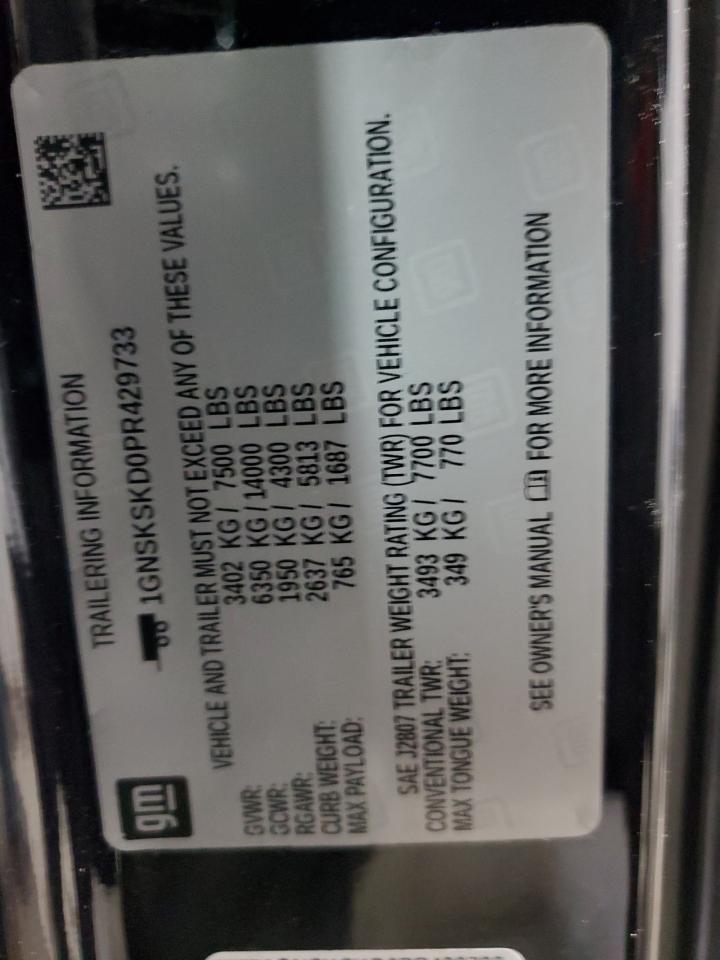 gm
TRAILERING INFORMATION
1GNSKSKD0PR429733
VEHICLE AND TRAILER MUST NOT EXCEED ANY OF THESE VALUES.
GVWR: 3402 KG / 7500 LBS
GCWR: 6350 KG / 14000 LBS
RGAWR: 1950 KG / 4300 LBS
CURB WEIGHT: 2637 KG / 5813 LBS
MAX PAYLOAD: 765 KG / 1687 LBS
SAE J2807 TRAILER WEIGHT RATING (TWR) FOR VEHICLE CONFIGURATION.
CONVENTIONAL TWR: 3493 KG / 7700 LBS
MAX TONGUE WEIGHT: 349 KG / 770 LBS
SEE OWNER'S MANUAL FOR MORE INFORMATION